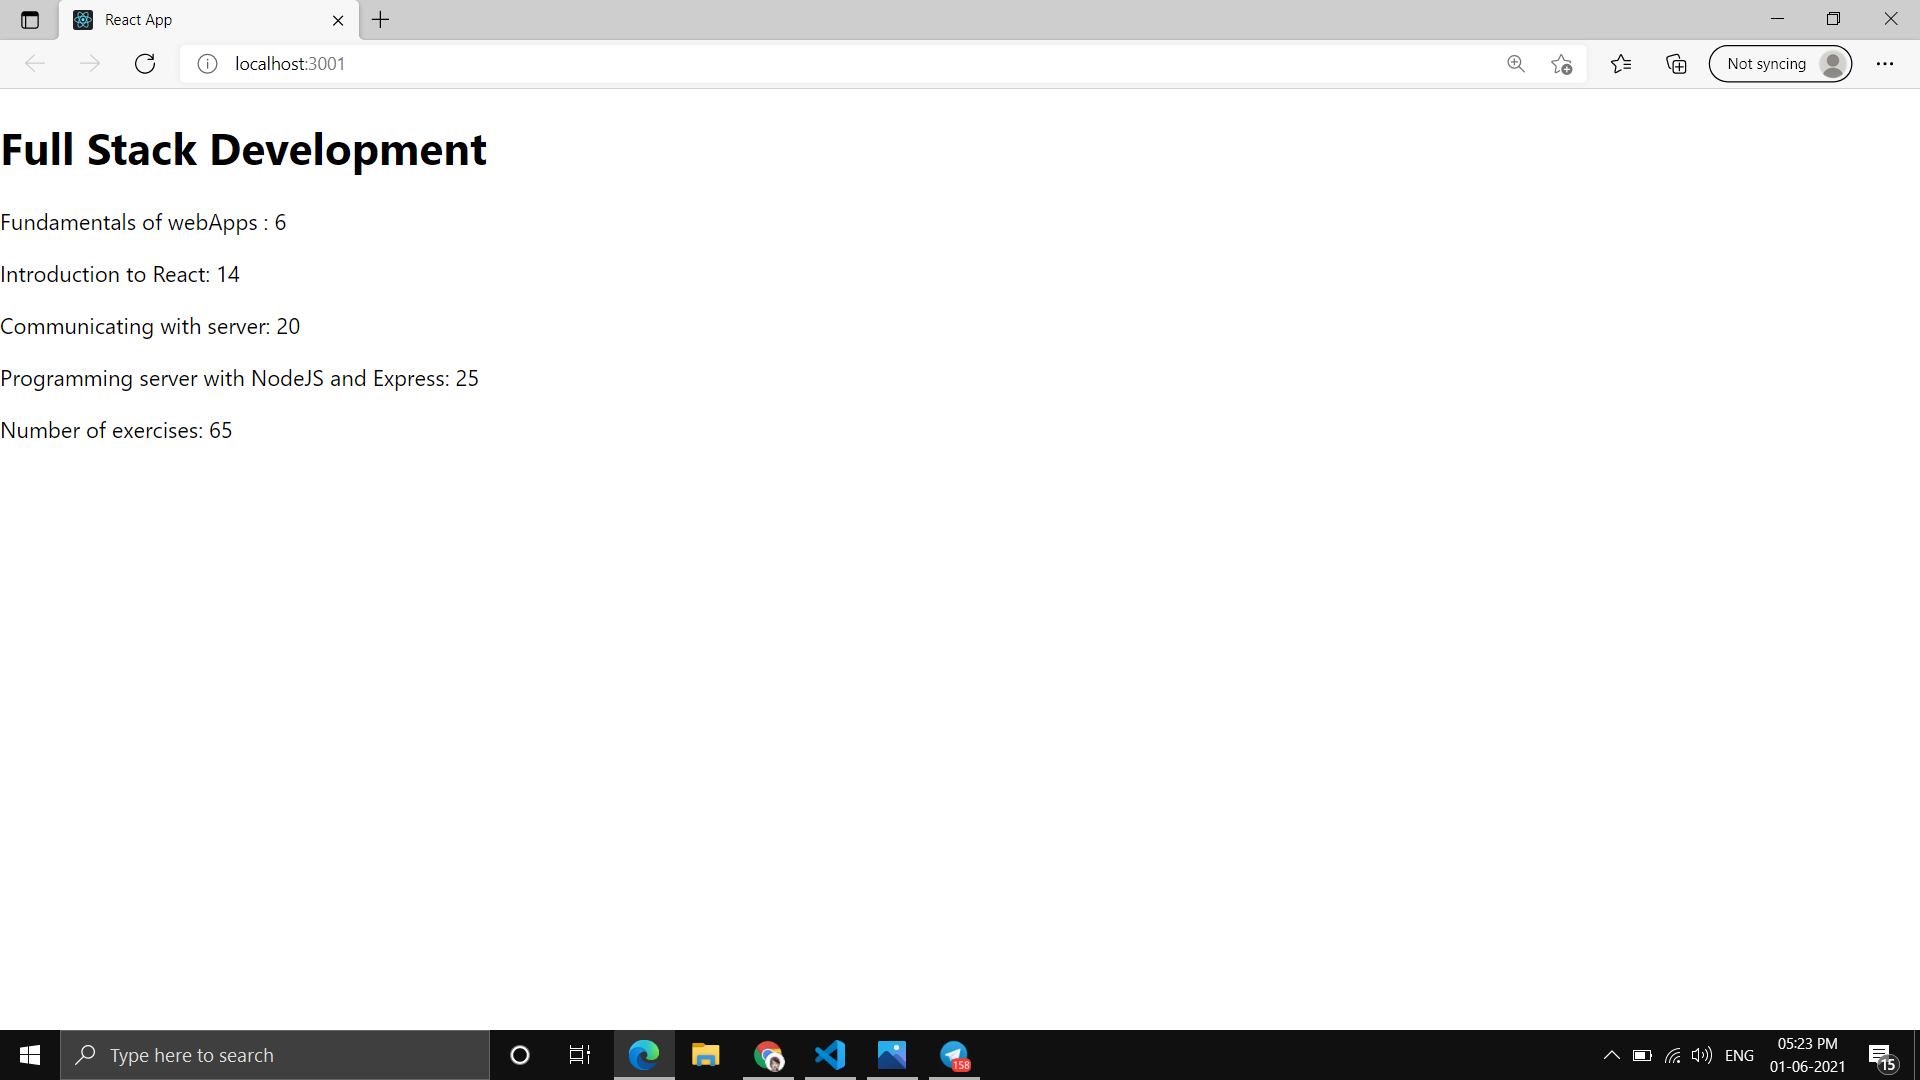 React App
localhost:3001
Not syncing
Full Stack Development
Fundamentals of webApps : 6
Introduction to React: 14
Communicating with server: 20
Programming server with NodeJS and Express: 25
Number of exercises: 65
Type here to search
158
ENG
05:23 PM
01-06-2021
15